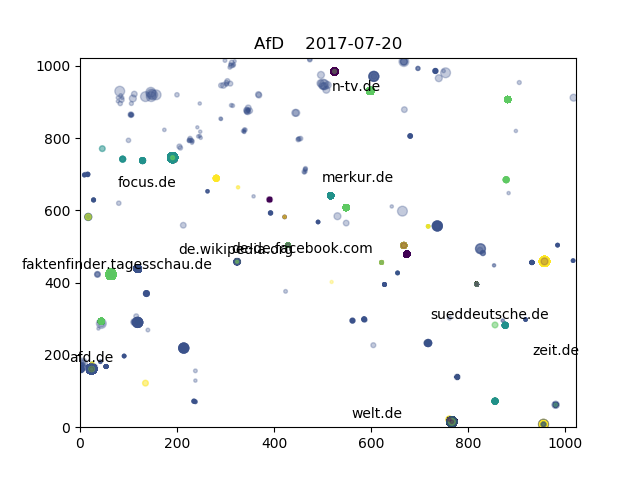 AfD    2017-07-20
1000
n-tv.de
800
merkur.de
focus.de
600
de.wikipedia.org
de-de.facebook.com
faktenfinder.tagesschau.de
400
sueddeutsche.de
200
afd.de
zeit.de
welt.de
0
0 200 400 600 800 1000